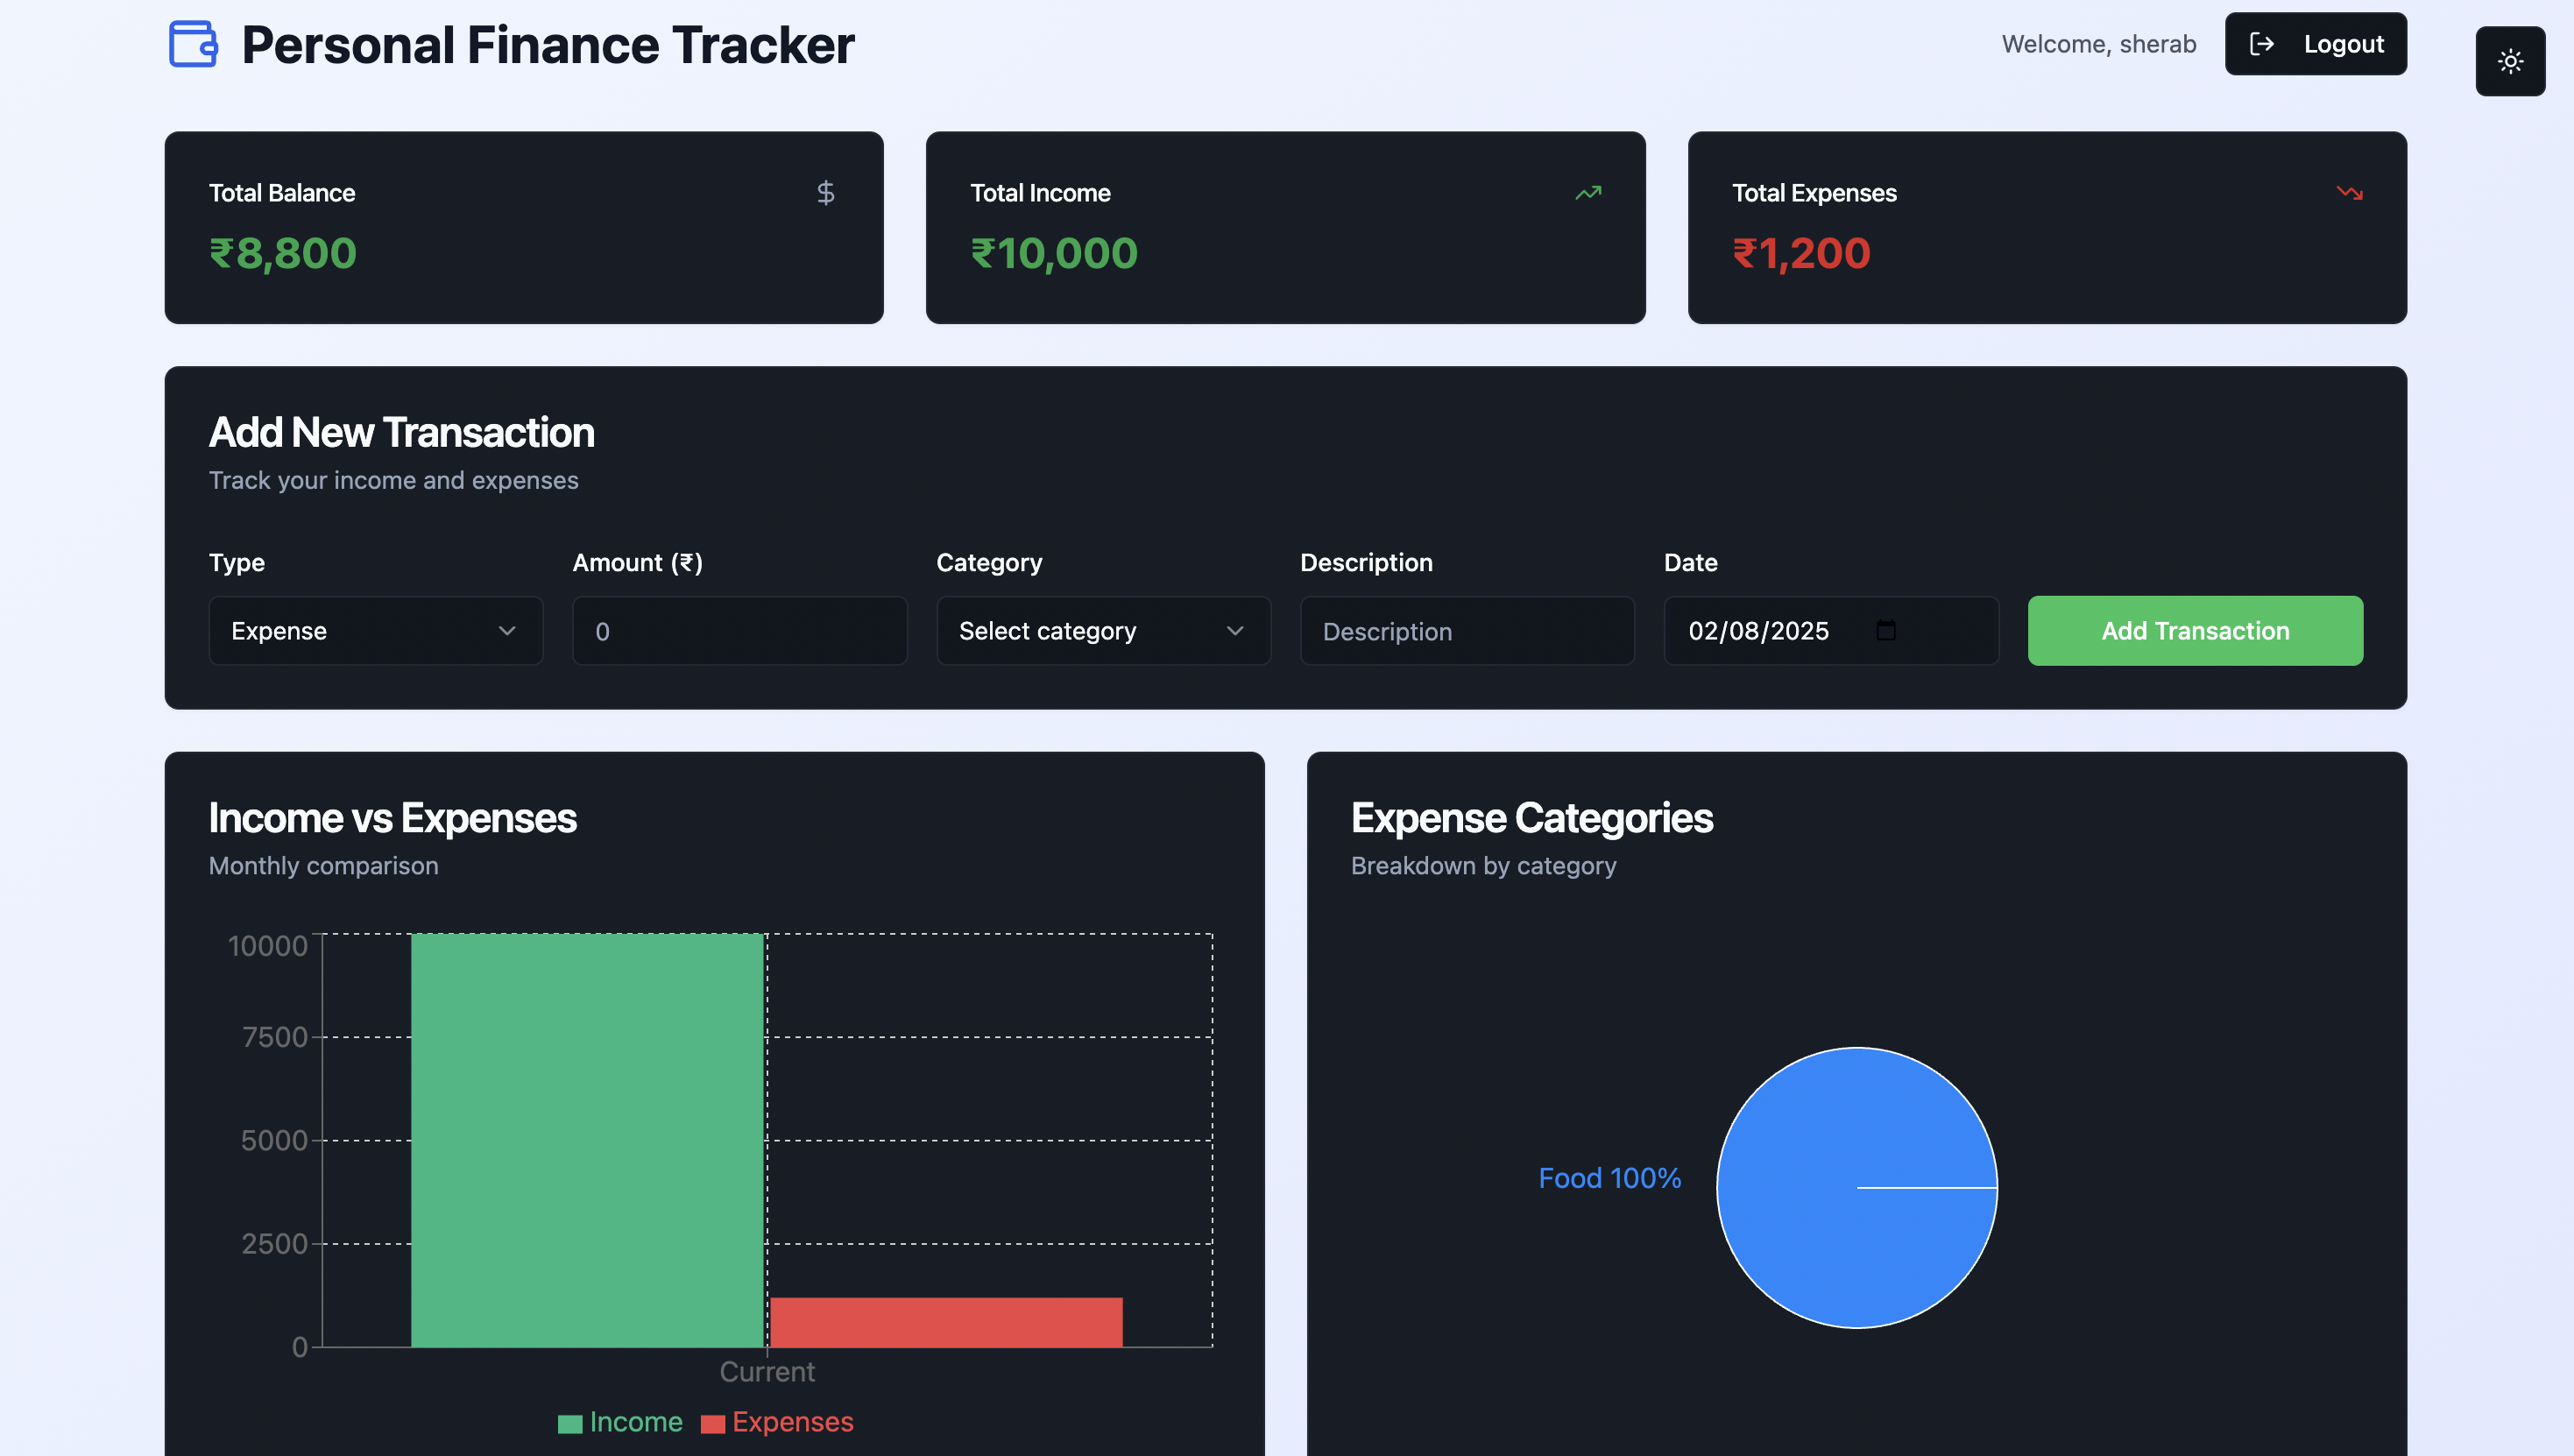 Personal Finance Tracker
Welcome, sherab
Logout
Total Balance
$
₹8,800
Total Income
₹10,000
Total Expenses
₹1,200
Add New Transaction
Track your income and expenses
Type
Amount (₹)
Category
Description
Date
Expense
0
Select category
Description
02/08/2025
Add Transaction
Income vs Expenses
Monthly comparison
10000
7500
5000
2500
0
Current
Income
Expenses
Expense Categories
Breakdown by category
Food 100%